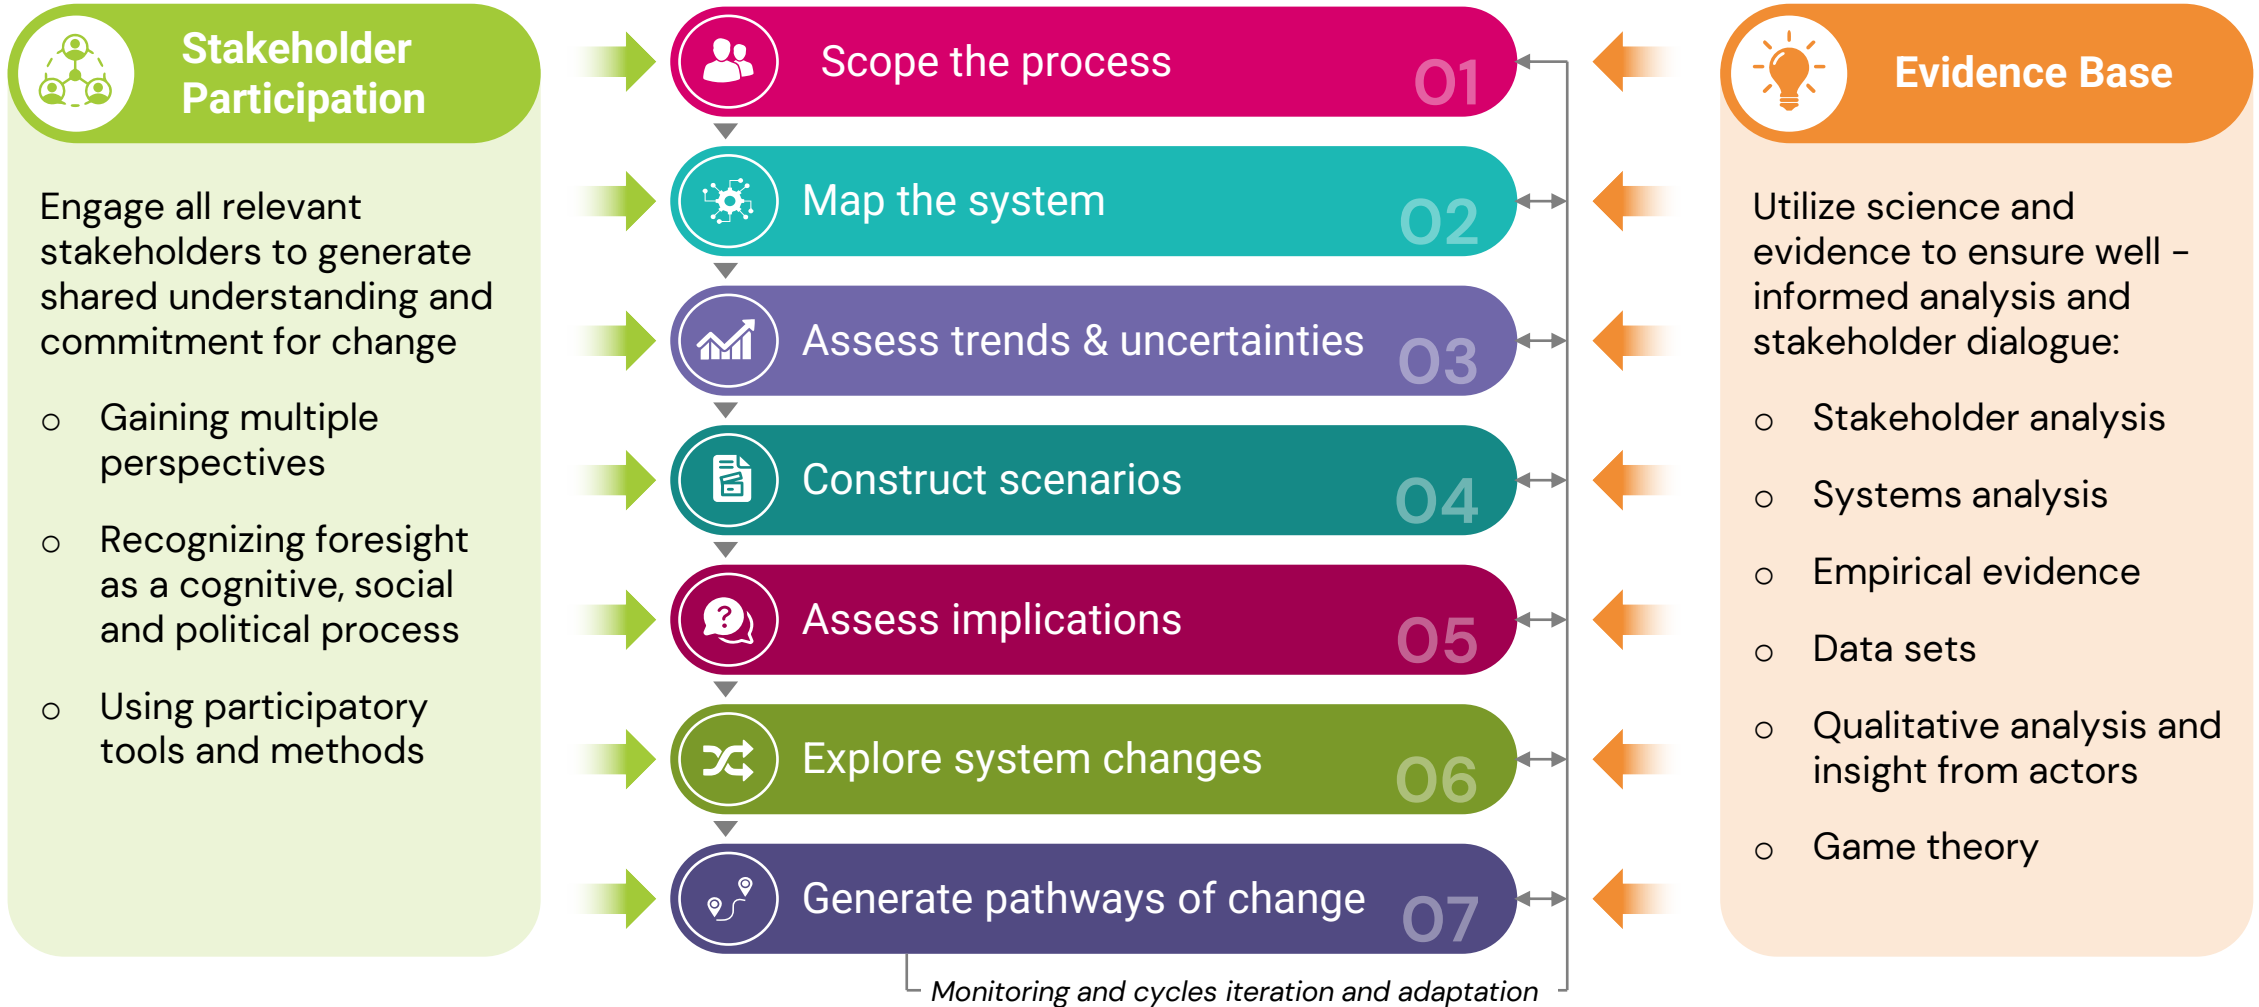 Stakeholder
Participation
Engage all relevant
stakeholders to generate
shared understanding and
commitment for change
o Gaining multiple
perspectives
o Recognizing foresight
as a cognitive, social
and political process
o Using participatory
tools and methods
Scope the process
01
Map the system
02
Assess trends & uncertainties
03
Construct scenarios
04
Assess implications
05
Explore system changes
06
Generate pathways of change
07
Monitoring and cycles iteration and adaptation
Evidence Base
Utilize science and
evidence to ensure well -
informed analysis and
stakeholder dialogue:
o Stakeholder analysis
o Systems analysis
o Empirical evidence
o Data sets
o Qualitative analysis and
insight from actors
o Game theory